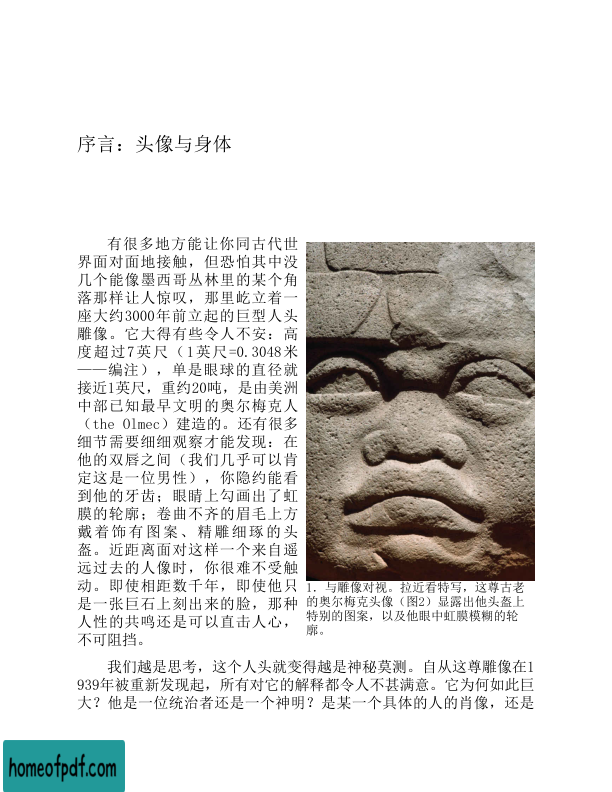 序言：头像与身体
有很多地方能让你同古代世
界面对面地接触，但恐怕其中没
几个能像墨西哥丛林里的某个角
落那样让人惊叹，那里屹立着一
座大约3000年前立起的巨型人头
雕像。它大得有些令人不安：高
度超过7英尺（1英尺=0.3048米
——编注），单是眼球的直径就
接近1英尺，重约20吨，是由美洲
中部已知最早文明的奥尔梅克人
（the Olmec）建造的。还有很多
细节需要细细观察才能发现：在
他的双唇之间（我们几乎可以肯
定这是一位男性），你隐约能看
到他的牙齿；眼睛上勾画出了虹
膜的轮廓；卷曲不齐的眉毛上方
戴着饰有图案、精雕细琢的头
盔。近距离面对这样一个来自遥
远过去的人像时，你很难不受触
动。即使相距数千年，即使他只
是一张巨石上刻出来的脸，那种
人性的共鸣还是可以直击人心，
不可阻挡。
1．与雕像对视。拉近看特写，这尊古老
的奥尔梅克头像（图2）显露出他头盔上
特别的图案，以及他眼中虹膜模糊的轮
廓。
我们越是思考，这个人头就变得越是神秘莫测。自从这尊雕像在1
939年被重新发现起，所有对它的解释都令人不甚满意。它为何如此巨
大？他是一位统治者还是一个神明？是某一个具体的人的肖像，还是
homeofpdf.com